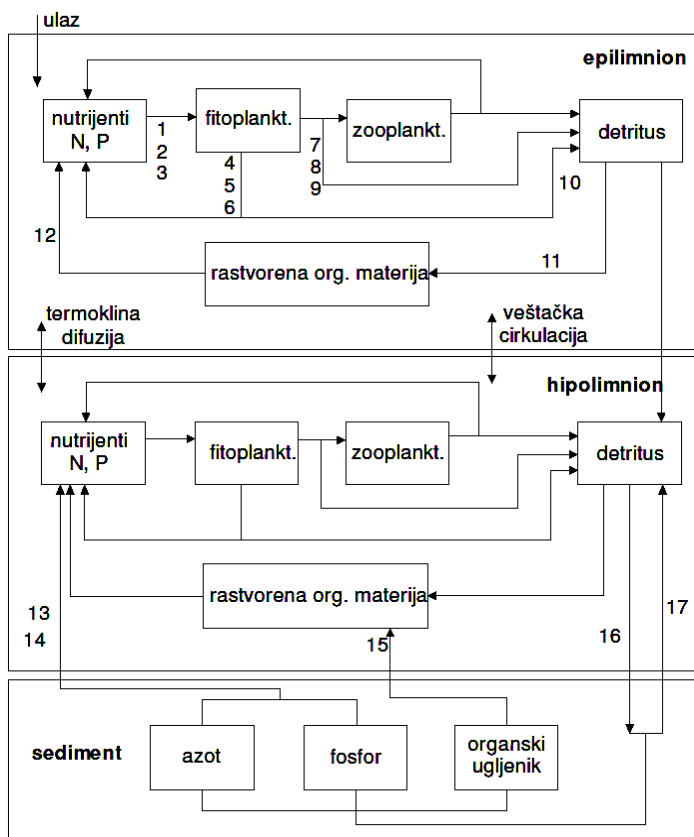 ulaz
epilimnion
nutrijenti
N, P
1
2
3
fitoplankt.
4
5
6
7
8
9
zooplankt.
detritus
10
12
rastvorena org. materija
11
termoklina
difuzija
veštačka
cirkulacija
hipolimnion
nutrijenti
N, P
fitoplankt.
zooplankt.
detritus
rastvorena org. materija
13
14
15
16
17
sediment
azot
fosfor
organski
ugljenik